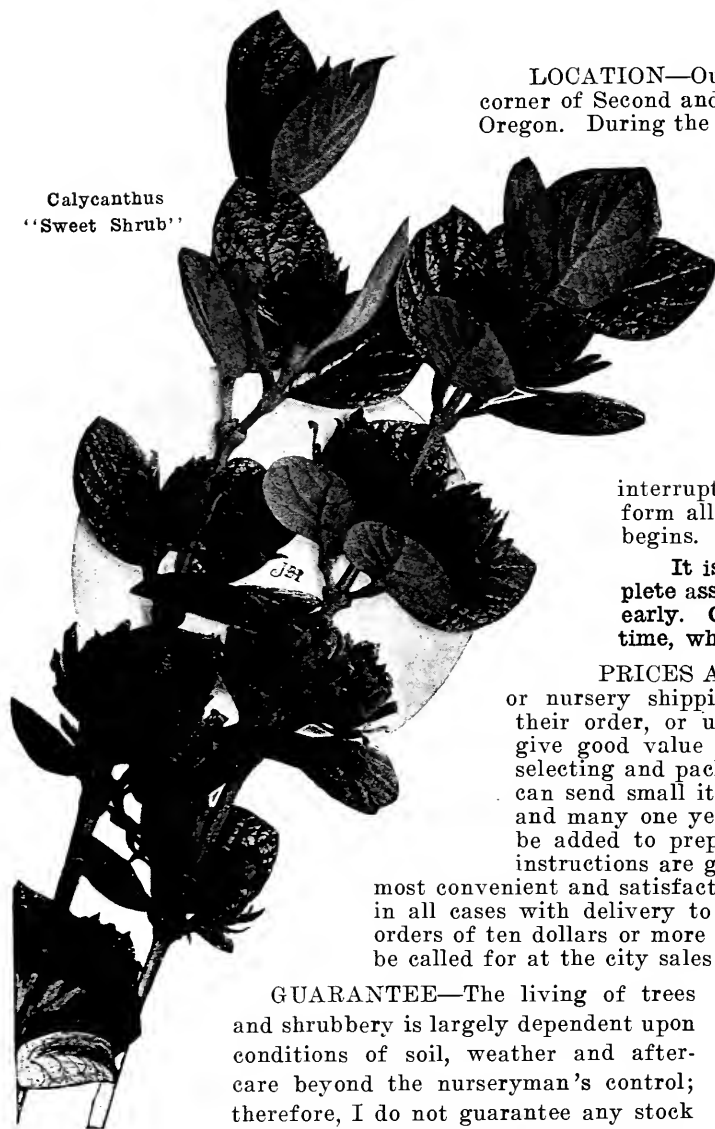 Calycanthus
"Sweet Shrub"
LOCATION—Ou
corner of Second and
Oregon. During the
interrupt
form all
begins.
It is
plete ass
early. C
time, wh
PRICES A
or nursery shippi
their order, or u
give good value
selecting and pack
can send small it
and many one ye
be added to prep
instructions are g
most convenient and satisfact
in all cases with delivery to
orders of ten dollars or more
be called for at the city sales
GUARANTEE—The living of trees
and shrubbery is largely dependent upon
conditions of soil, weather and after-
care beyond the nurseryman's control;
therefore, I do not guarantee any stock